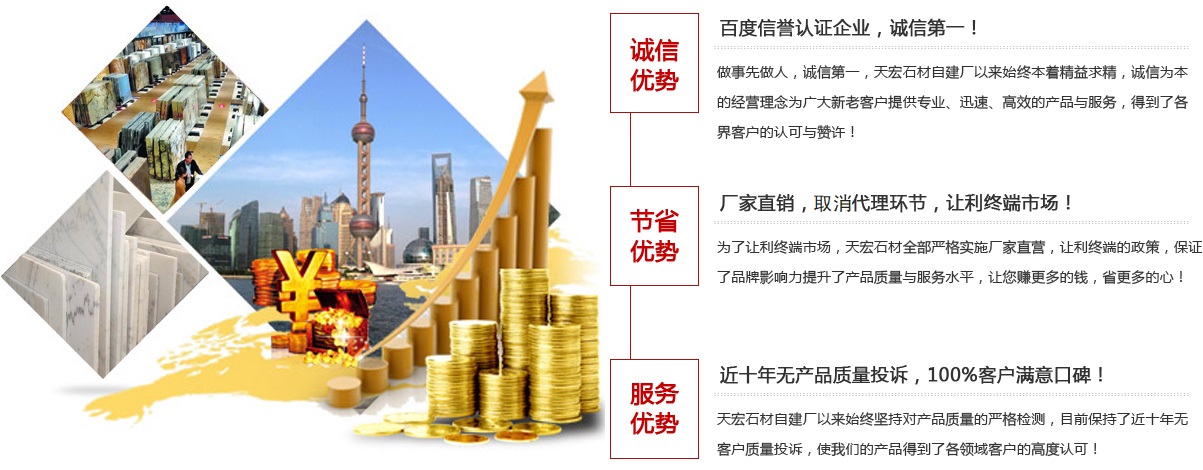 诚信
优势
百度信誉认证企业，诚信第一！
做事先做人，诚信第一，天宏石材自建厂以来始终本着精益求精，诚信为本
的经营理念为广大新老客户提供专业、迅速、高效的产品与服务，得到了各
界客户的认可与赞许！
节省
优势
厂家直销，取消代理环节，让利终端市场！
为了让利终端市场，天宏石材全部严格实施厂家直营，让利终端的政策，保证
了品牌影响力提升了产品质量与服务水平，让您赚更多的钱，省更多的心！
服务
优势
近十年无产品质量投诉，100%客户满意口碑！
天宏石材自建厂以来始终坚持对产品质量的严格检测，目前保持了近十年无
客户质量投诉，使我们的产品得到了各领域客户的高度认可！